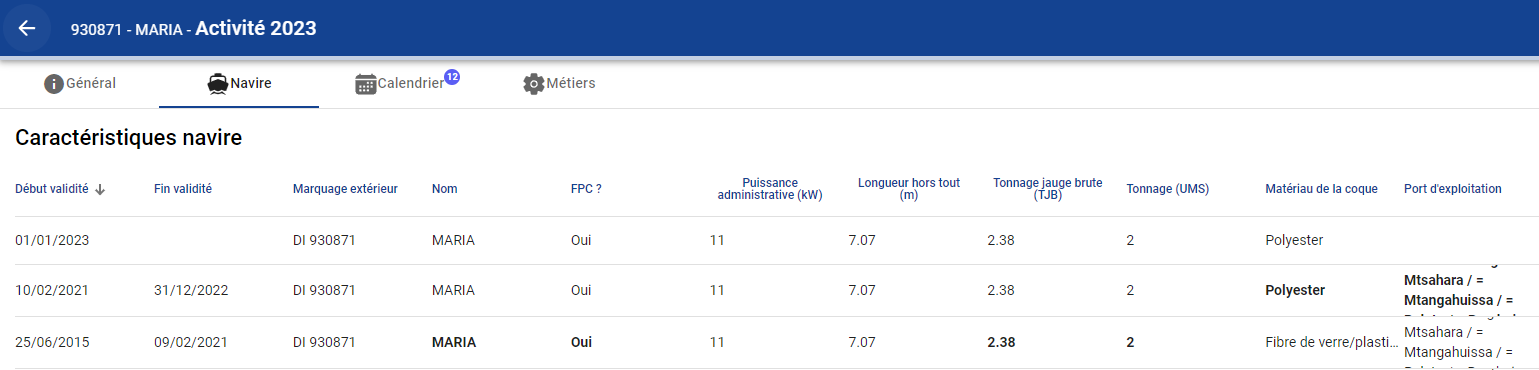 930871 - MARIA - Activité 2023
Général Navire Calendrier 12 Métiers
Caractéristiques navire
Début validité Fin validité Marquage extérieur Nom FPC ? Puissance administrative (kW) Longueur hors tout (m) Tonnage jauge brute (TJB) Tonnage (UMS) Matériau de la coque Port d'exploitation
01/01/2023 DI 930871 MARIA Oui 11 7.07 2.38 2 Polyester
10/02/2021 31/12/2022 DI 930871 MARIA Oui 11 7.07 2.38 2 Polyester Mtsahara / =
Mtangahuissa / =
25/06/2015 09/02/2021 DI 930871 MARIA Oui 11 7.07 2.38 2 Fibre de verre/plasti... Mtsahara / =
Mtangahuissa / =